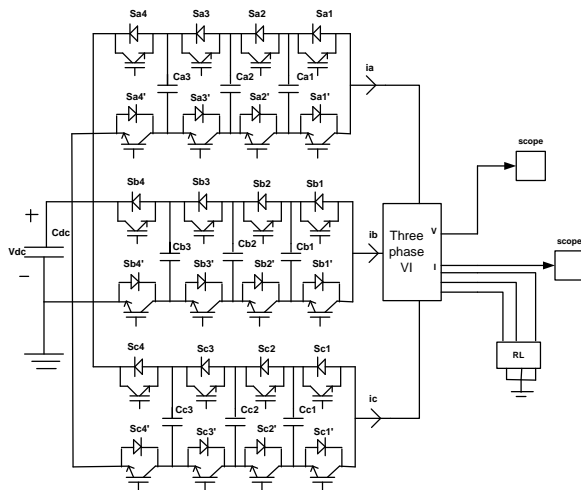 Sa4 Sa3 Sa2 Sa1
Ca3 Ca2 Ca1
ia
Sa4' Sa3' Sa2' Sa1'
scope
Sb4 Sb3 Sb2 Sb1
+
Cdc
Vdc
−
Cb3 Cb2 Cb1
ib
Three
phase
VI
V
I
scope
Sb4' Sb3' Sb2' Sb1'
Sc4 Sc3 Sc2 Sc1
RL
Cc3 Cc2 Cc1
ic
Sc4' Sc3' Sc2' Sc1'